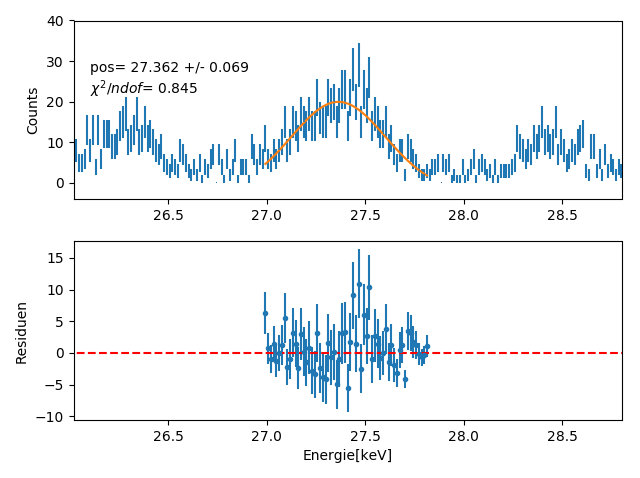 40
30
20
10
0
Counts
pos= 27.362 +/- 0.069
χ²/ndof= 0.845
26.5 27.0 27.5 28.0 28.5
15
10
5
0
−5
−10
Residuen
26.5 27.0 27.5 28.0 28.5
Energie[keV]